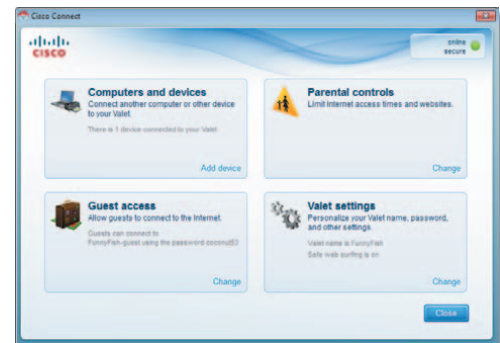 Cisco Connect
CISCO
online
secure
Computers and devices
Connect another computer or other device
to your Valet.
There is 1 device connected to your Valet
Add device
Parental controls
Limit Internet access times and websites.
Change
Guest access
Allow guests to connect to the Internet.
Guests can connect to
FunnyFish-guest using the password coconut83
Change
Valet settings
Personalize your Valet name, password,
and other settings.
Valet name is FunnyFish
Safe web surfing is on
Change
Close